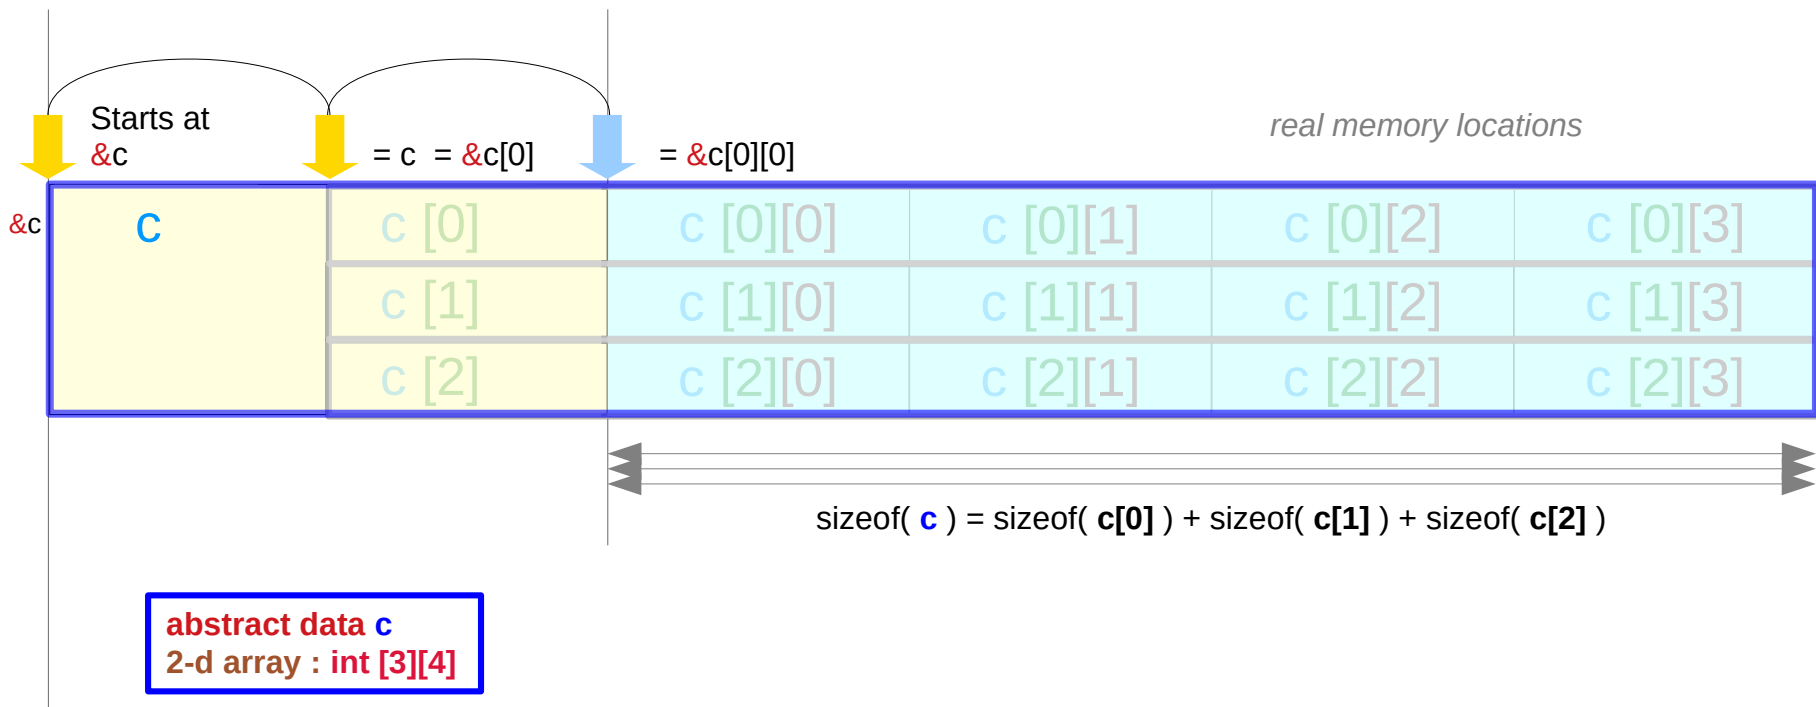 Starts at
&c
= c = &c[0]
= &c[0][0]
real memory locations
&c
c
c [0] c [0][0] c [0][1] c [0][2] c [0][3]
c [1] c [1][0] c [1][1] c [1][2] c [1][3]
c [2] c [2][0] c [2][1] c [2][2] c [2][3]
sizeof( c ) = sizeof( c[0] ) + sizeof( c[1] ) + sizeof( c[2] )
abstract data c
2-d array : int [3][4]